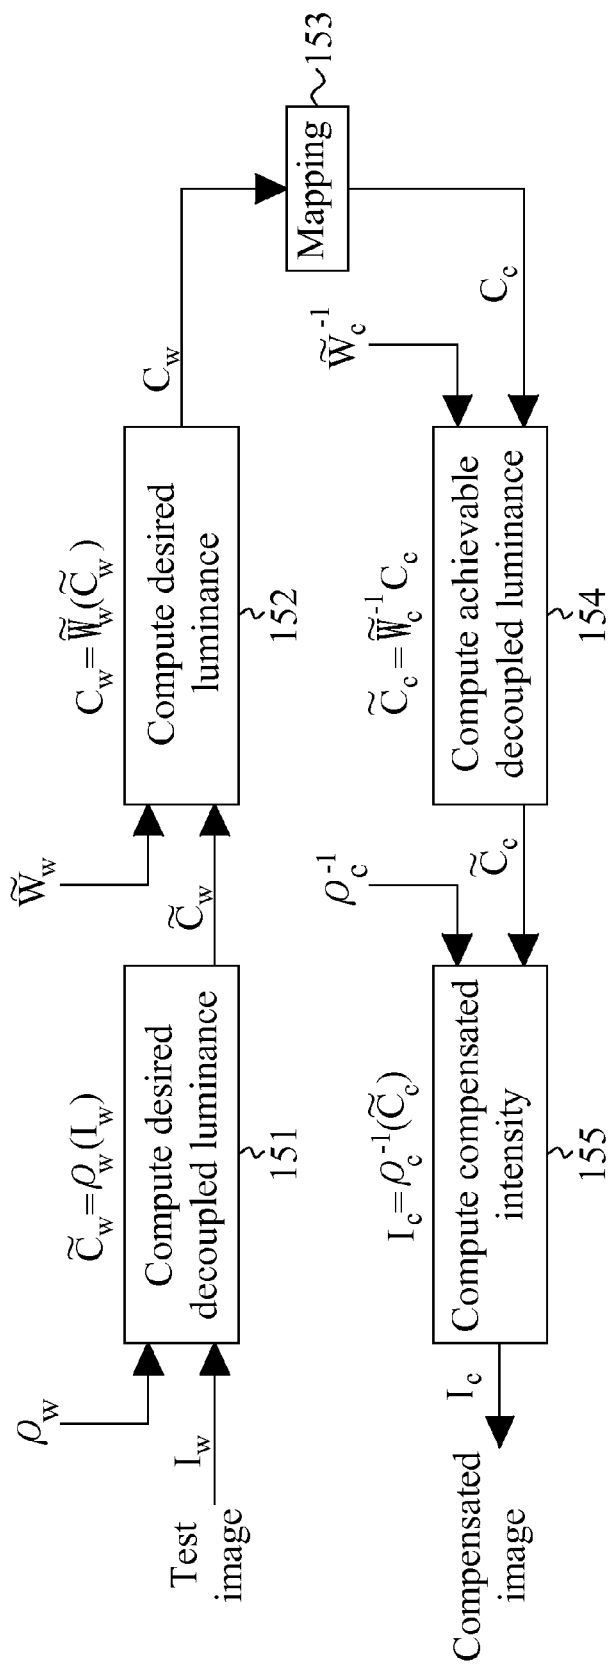 Test
image
I_w
ρ_w
C̃_w=ρ_w(I_w)
Compute desired
decoupled luminance
151
C̃_w
W̃_w
C_w=W̃_w(C̃_w)
Compute desired
luminance
152
C_w
Mapping
153
C_c
W̃_c^-1
C̃_c=W̃_c^-1 C_c
Compute achievable
decoupled luminance
154
C̃_c
ρ_c^-1
I_c=ρ_c^-1(C̃_c)
Compute compensated
intensity
155
I_c
Compensated
image